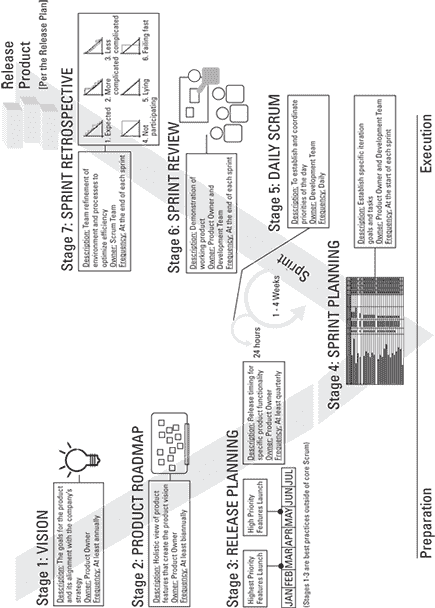 Stage 1: VISION
Description: The goals for the product
and its alignment with the company's
strategy
Owner: Product Owner
Frequency: At least annually
Stage 2: PRODUCT ROADMAP
Description: Holistic view of product
features that create the product vision
Owner: Product Owner
Frequency: At least biannually
Stage 3: RELEASE PLANNING
Description: Release timing for
specific product functionality
Owner: Product Owner
Frequency: At least quarterly
Highest Priority
Features Launch
High Priority
Features Launch
JAN FEB MAR APR MAY JUN JUL
(Stages 1-3 are best practices outside of core Scrum)
Preparation
Release
Product
[Per the Release Plan]
Stage 7: SPRINT RETROSPECTIVE
Description: Team refinement of
environment and processes to
optimize efficiency
Owner: Scrum Team
Frequency: At the end of each sprint
1. Expected
2. More
complicated
3. Less
complicated
4. Not
participating
5. Lying
6. Failing fast
Stage 6: SPRINT REVIEW
Description: Demonstration of
working product
Owner: Product Owner and
Development Team
Frequency: At the end of each sprint
Stage 5: DAILY SCRUM
Description: To establish and coordinate
priorities of the day
Owner: Development Team
Frequency: Daily
24 hours
1 - 4 Weeks
Sprint
Stage 4: SPRINT PLANNING
Description: Establish specific iteration
goals and tasks
Owner: Product Owner and Development Team
Frequency: At the start of each sprint
Execution